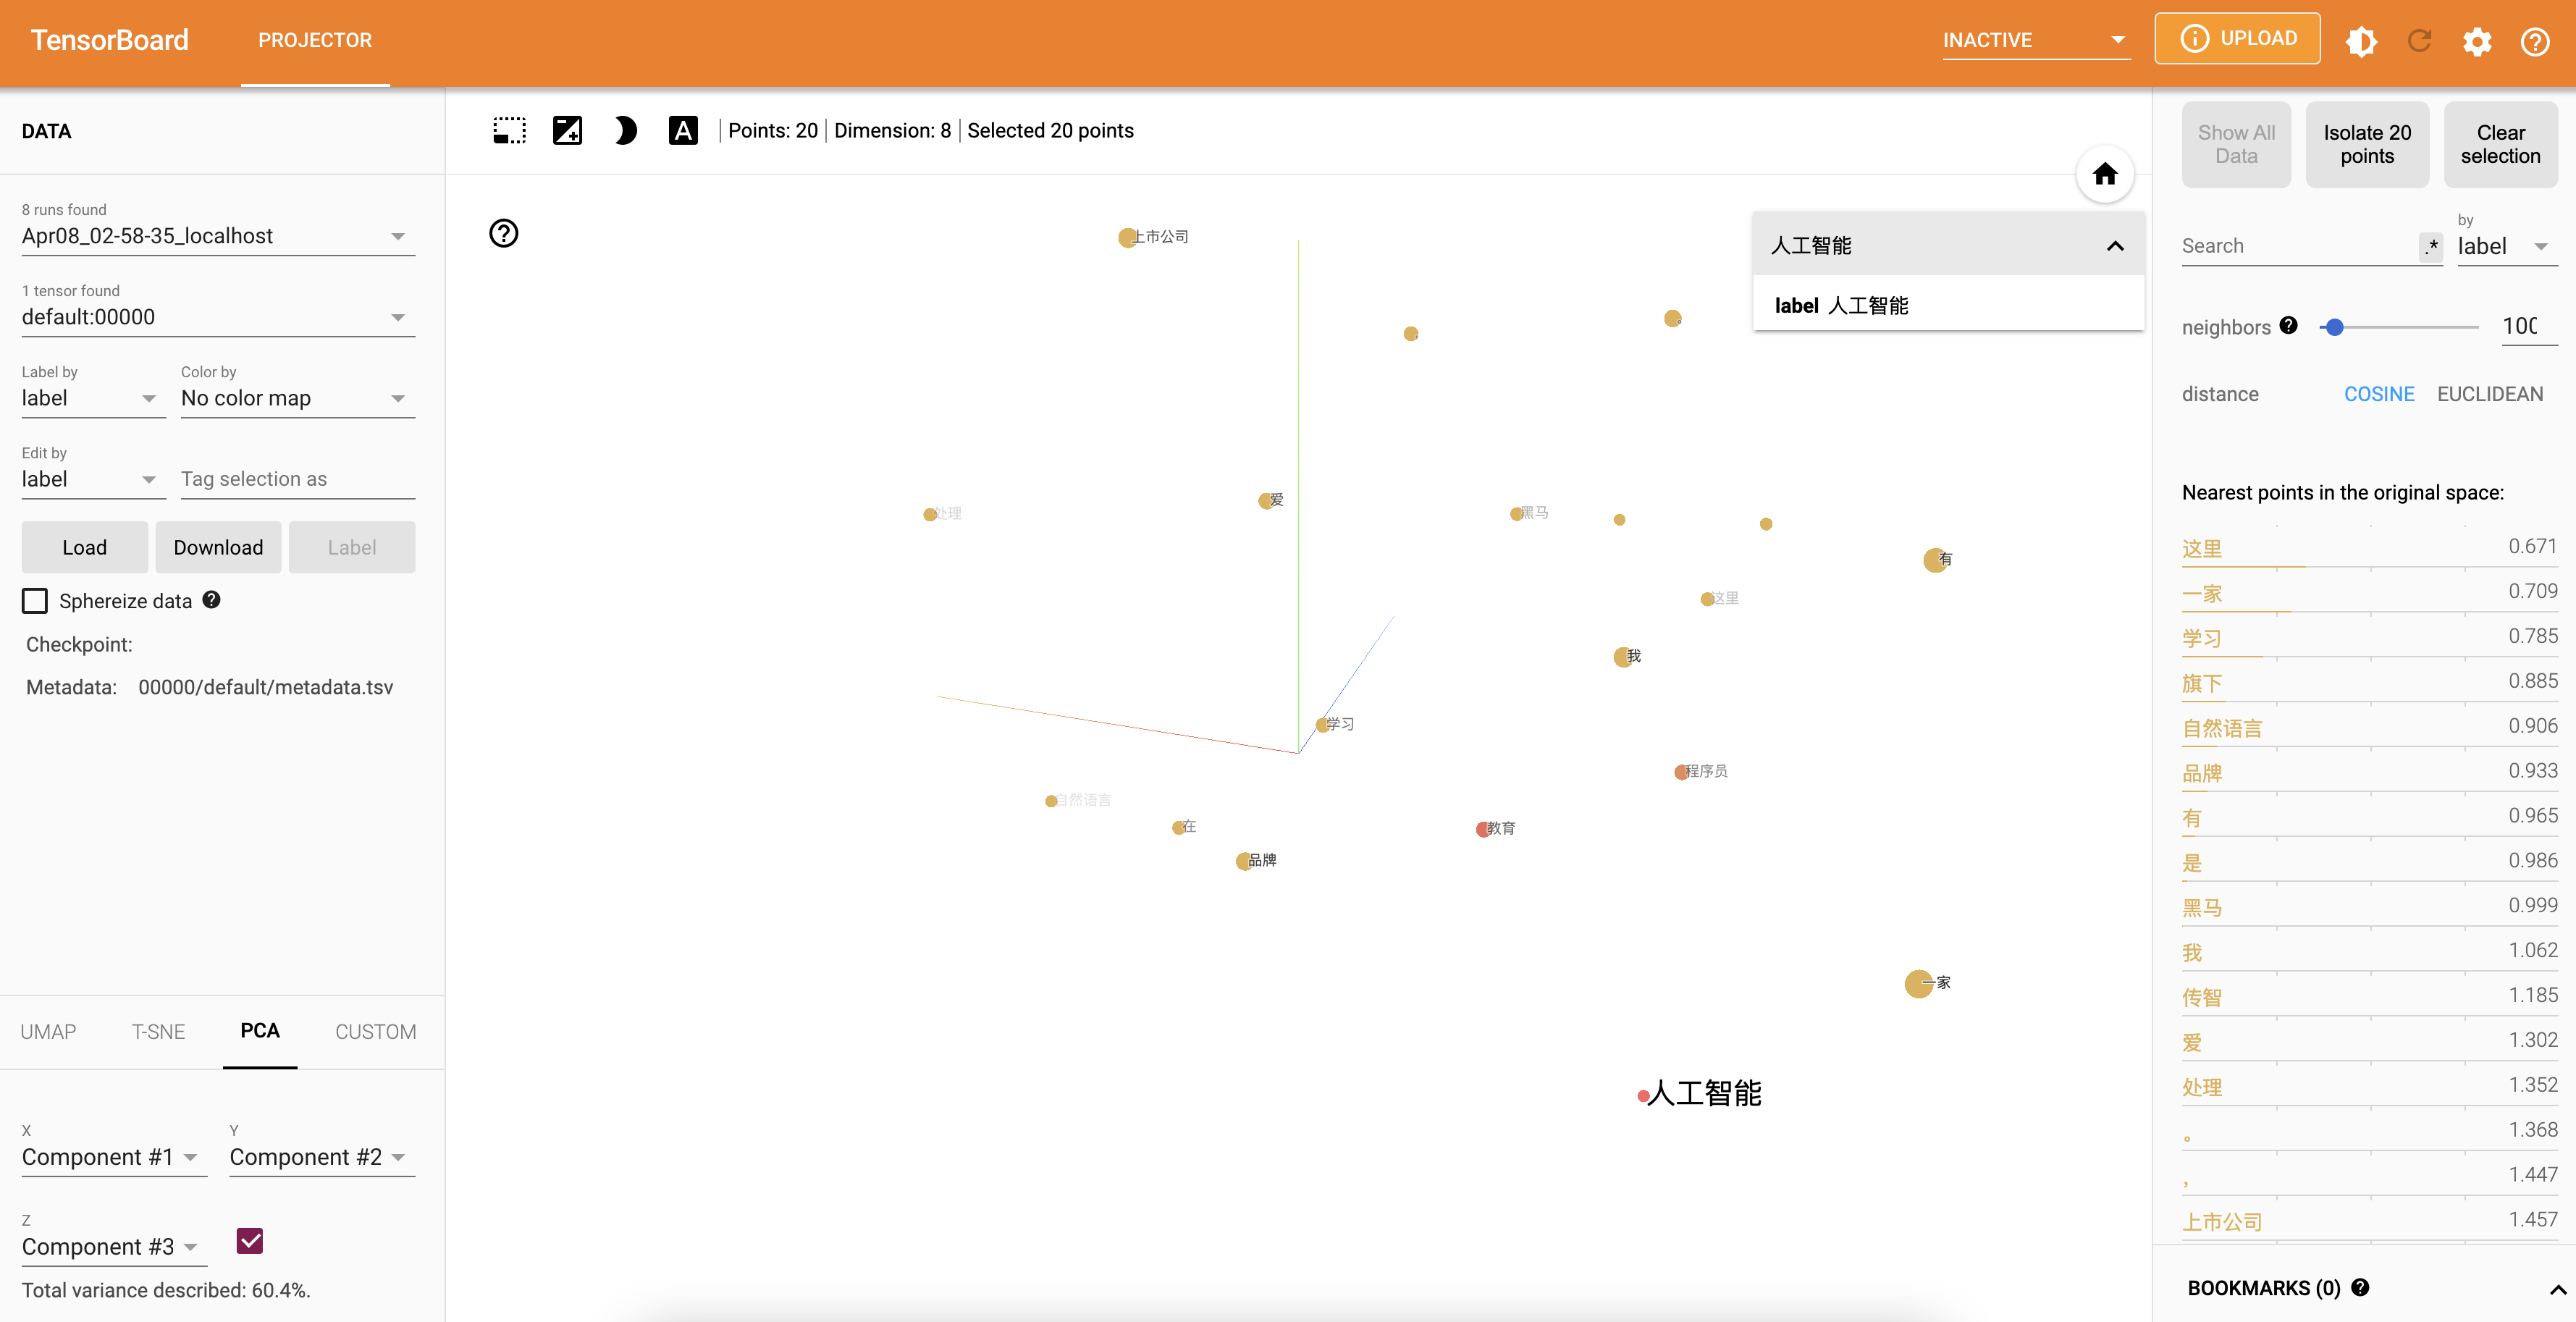 TensorBoard PROJECTOR INACTIVE UPLOAD
DATA
8 runs found
Apr08_02-58-35_localhost
1 tensor found
default:00000
Label by Color by
label No color map
Edit by
label Tag selection as
Load Download Label
Sphereize data
Checkpoint:
Metadata: 00000/default/metadata.tsv
UMAP T-SNE PCA CUSTOM
X Y
Component #1 Component #2
Z
Component #3
Total variance described: 60.4%.
A Points: 20 Dimension: 8 Selected 20 points
人工智能
label 人工智能
上市公司
,
。
处理
爱
黑马
有
这里
我
学习
程序员
自然语言
在
教育
品牌
一家
人工智能
Show All Data
Isolate 20 points
Clear selection
Search .* by label
neighbors 100
distance COSINE EUCLIDEAN
Nearest points in the original space:
这里 0.671
一家 0.709
学习 0.785
旗下 0.885
自然语言 0.906
品牌 0.933
有 0.965
是 0.986
黑马 0.999
我 1.062
传智 1.185
爱 1.302
处理 1.352
。 1.368
, 1.447
上市公司 1.457
BOOKMARKS (0)